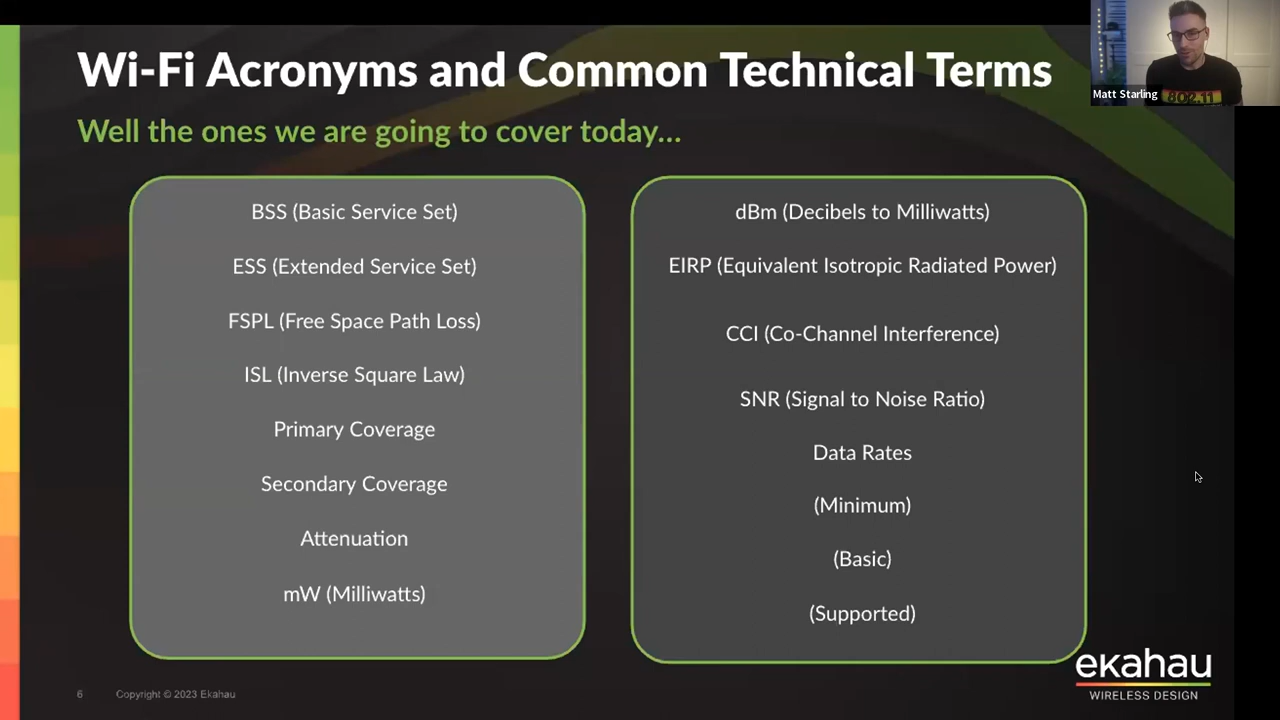 Wi-Fi Acronyms and Common Technical Terms
Well the ones we are going to cover today...
BSS (Basic Service Set)
ESS (Extended Service Set)
FSPL (Free Space Path Loss)
ISL (Inverse Square Law)
Primary Coverage
Secondary Coverage
Attenuation
mW (Milliwatts)
dBm (Decibels to Milliwatts)
EIRP (Equivalent Isotropic Radiated Power)
CCI (Co-Channel Interference)
SNR (Signal to Noise Ratio)
Data Rates
(Minimum)
(Basic)
(Supported)
Matt Starling
802.11
ekahau
WIRELESS DESIGN
6
Copyright © 2023 Ekahau